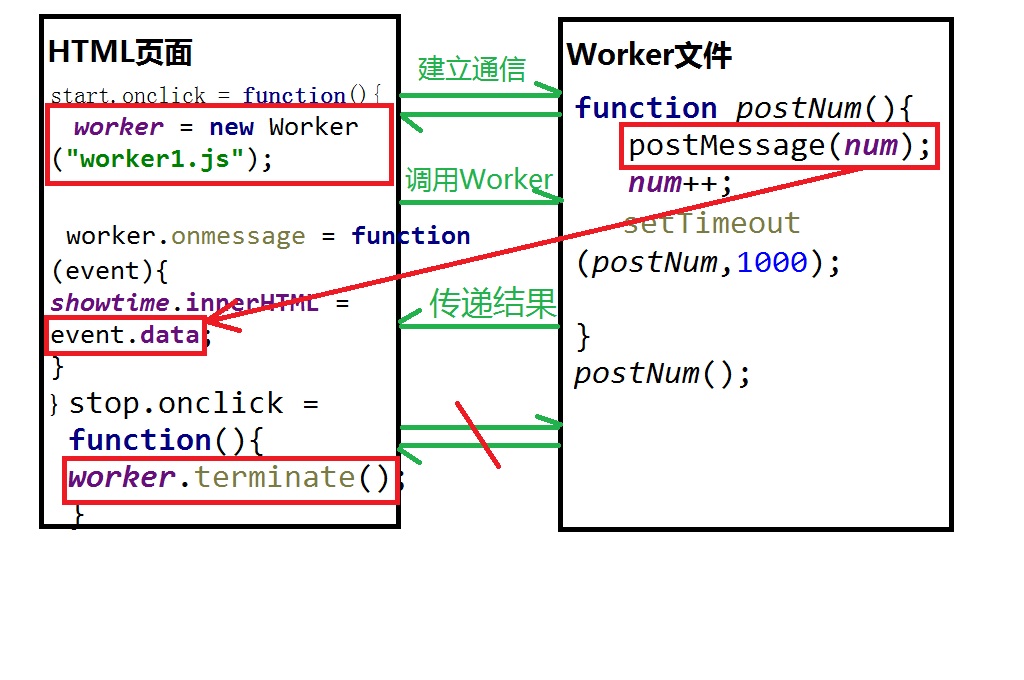 HTML页面
start.onclick = function(){
worker = new Worker
("worker1.js");
worker.onmessage = function
(event){
showtime.innerHTML =
event.data;
}
}
stop.onclick =
function(){
worker.terminate();
}
建立通信
调用Worker
传递结果
Worker文件
function postNum(){
postMessage(num);
num++;
setTimeout
(postNum,1000);
}
postNum();